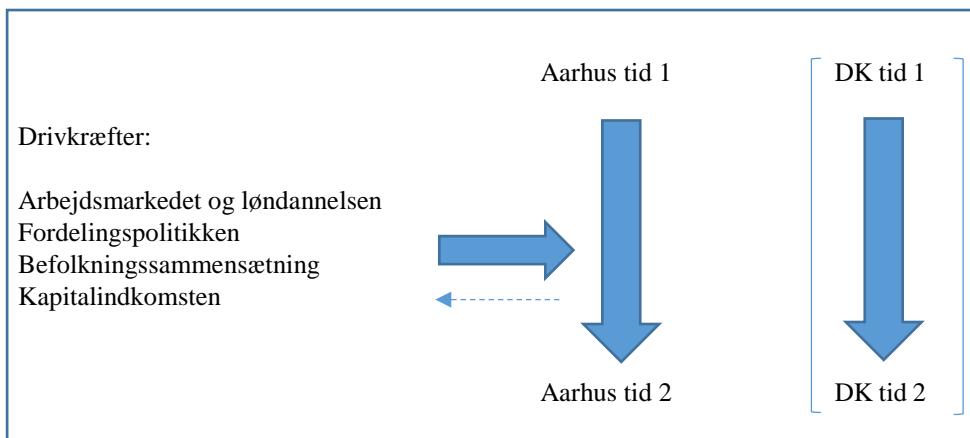 Aarhus tid 1
DK tid 1
Drivkræfter:
Arbejdsmarkedet og løndannelsen
Fordelingspolitikken
Befolkningssammensætning
Kapitalindkomsten
Aarhus tid 2
DK tid 2